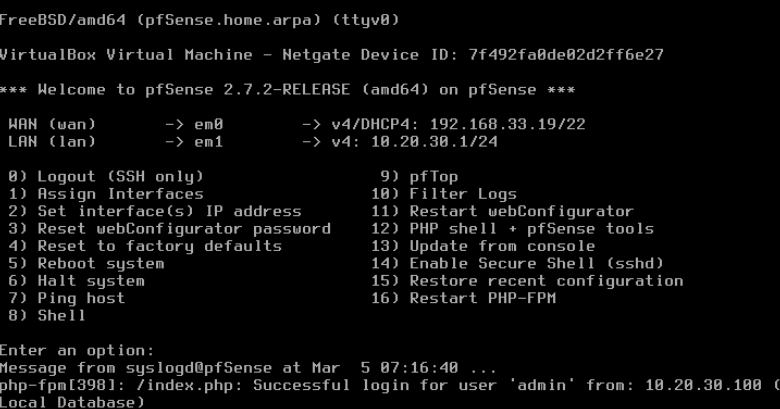 FreeBSD/amd64 (pfSense.home.arpa) (ttyv0)
VirtualBox Virtual Machine - Netgate Device ID: 7f492fa0de02d2ff6e27
*** Welcome to pfSense 2.7.2-RELEASE (amd64) on pfSense ***
WAN (wan) -> em0 -> v4/DHCP4: 192.168.33.19/22
LAN (lan) -> em1 -> v4: 10.20.30.1/24
0) Logout (SSH only) 9) pfTop
1) Assign Interfaces 10) Filter Logs
2) Set interface(s) IP address 11) Restart webConfigurator
3) Reset webConfigurator password 12) PHP shell + pfSense tools
4) Reset to factory defaults 13) Update from console
5) Reboot system 14) Enable Secure Shell (sshd)
6) Halt system 15) Restore recent configuration
7) Ping host 16) Restart PHP-FPM
8) Shell
Enter an option:
Message from syslogd@pfSense at Mar 5 07:16:40 ...
php-fpm[398]: /index.php: Successful login for user 'admin' from: 10.20.30.100 (
Local Database)